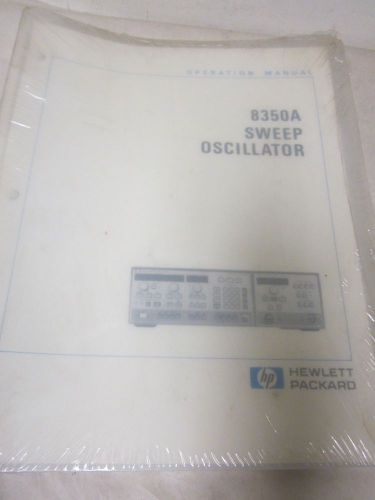 OPERATION MANUAL
8350A
SWEEP
OSCILLATOR
hp
HEWLETT
PACKARD